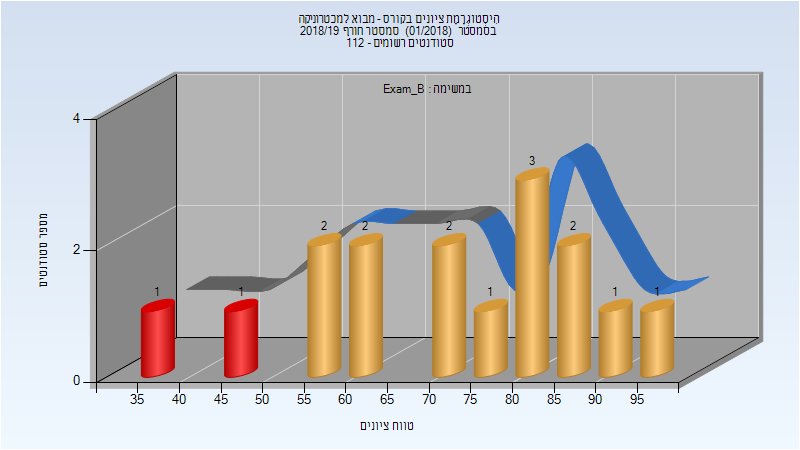 היסטוגרמת ציונים בקורס - מבוא למכטרוניקה
בסמסטר (01/2018) סמסטר חורף 2018/19
סטודנטים רשומים - 112
במשימה : Exam_B
מספר סטודנטים
4
2
0
1
1
2
2
2
1
3
2
1
1
35 40 45 50 55 60 65 70 75 80 85 90 95
טווח ציונים